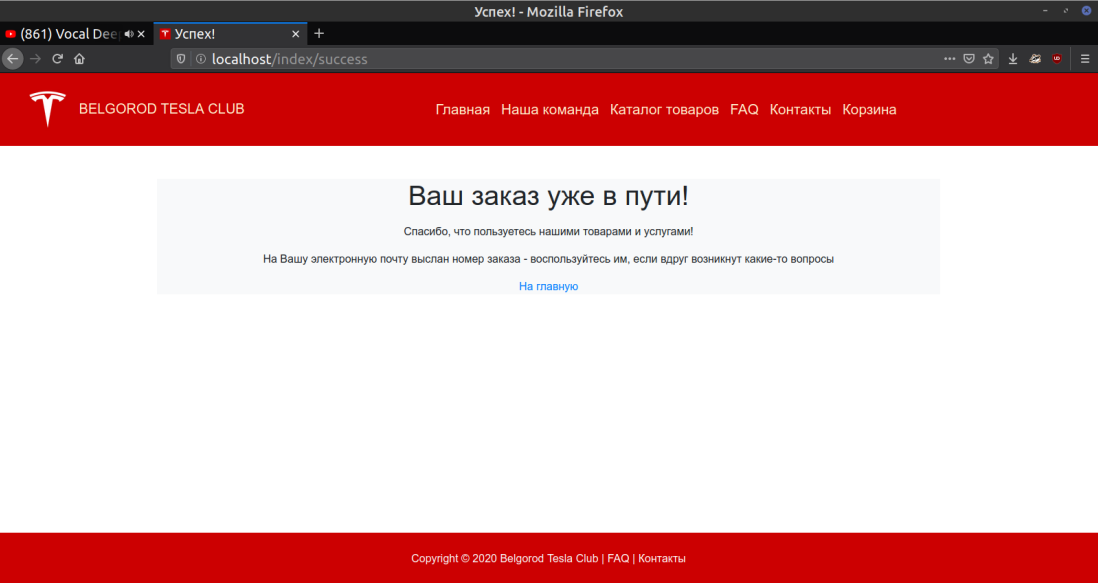 Успех! - Mozilla Firefox
(861) Vocal Dee
Успех!
localhost/index/success
BELGOROD TESLA CLUB
Главная Наша команда Каталог товаров FAQ Контакты Корзина
Ваш заказ уже в пути!
Спасибо, что пользуетесь нашими товарами и услугами!
На Вашу электронную почту выслан номер заказа - воспользуйтесь им, если вдруг возникнут какие-то вопросы
На главную
Copyright © 2020 Belgorod Tesla Club | FAQ | Контакты